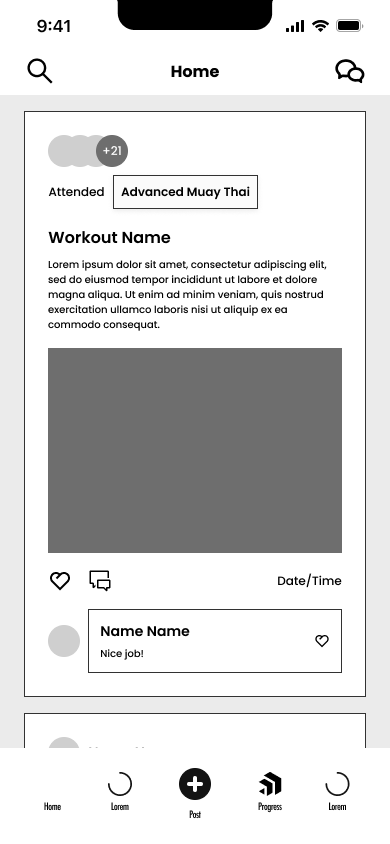 9:41
Home
+21
Attended Advanced Muay Thai
Workout Name
Lorem ipsum dolor sit amet, consectetur adipiscing elit,
sed do eiusmod tempor incididunt ut labore et dolore
magna aliqua. Ut enim ad minim veniam, quis nostrud
exercitation ullamco laboris nisi ut aliquip ex ea
commodo consequat.
Date/Time
Name Name
Nice job!
Home Lorem Post Progress Lorem